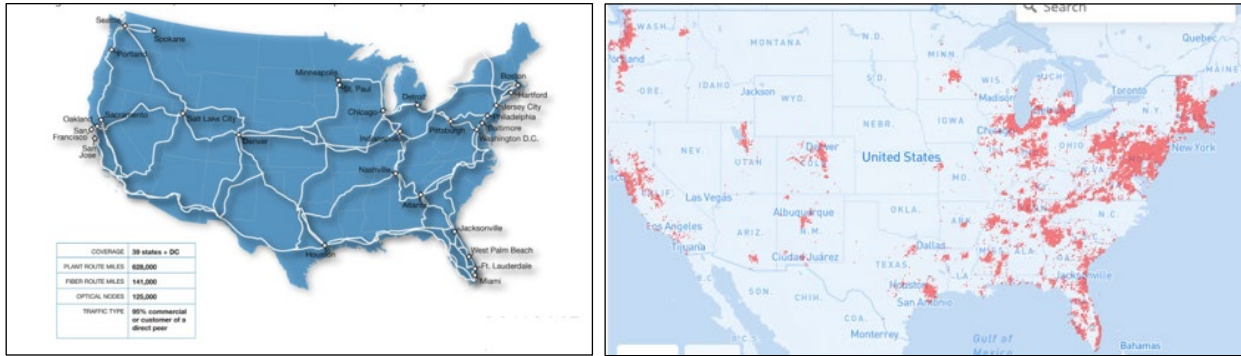 Seattle
Spokane
Portland
Minneapolis
St. Paul
Boston
Hartford
Detroit
Chicago
Jersey City
Philadelphia
Pittsburgh
Baltimore
Washington D.C.
Sacramento
Oakland
San
Francisco
San
Jose
Salt Lake City
Denver
Indianapolis
Nashville
Atlanta
Jacksonville
West Palm Beach
Ft. Lauderdale
Miami
Houston
COVERAGE 39 states + DC
PLANT ROUTE MILES 628,000
FIBER ROUTE MILES 141,000
OPTICAL NODES 125,000
TRAFFIC TYPE 95% commercial
or customer of a
direct peer
Search
WASH.
MONTANA
N.D.
MINN.
Quebec
MAINE
ORE.
IDAHO
Jackson
WYO.
S.D.
WIS.
Madison
Toronto
N.Y.
NEBR.
IOWA
Chicago
NEV.
UTAH
Denver
United States
OHIO
New York
MO.
Las Vegas
Los Angeles
Tijuana
Albuquerque
ARIZ.
N.M.
OKLA.
ARK.
N.C.
Dallas
Ciudad Juárez
TEXAS
LA.
ALA.
Jacksonville
Houston
San Antonio
SON.
CHIH.
COA.
Monterrey
Gulf of
Mexico
Bahamas